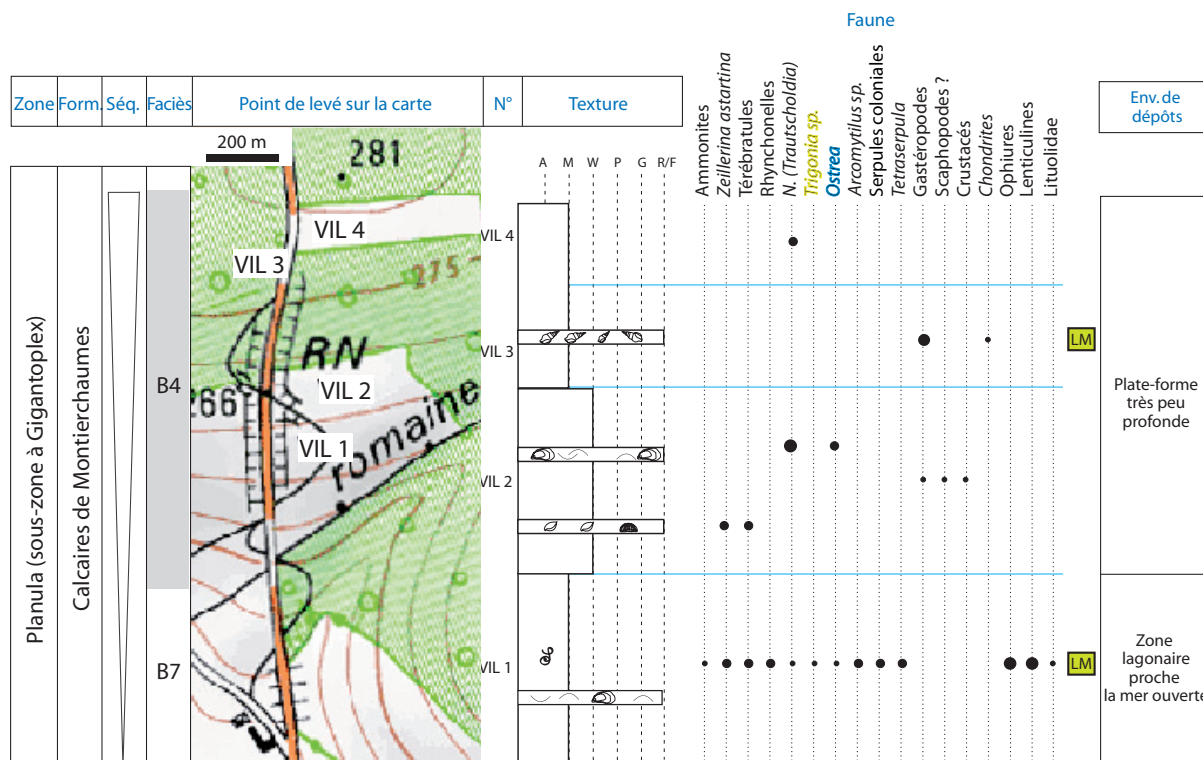 Faune
Zone
Form.
Séq.
Faciès
Point de levé sur la carte
N°
Texture
Env. de
dépôts
Ammonites
Zeillerina astartina
Térébratules
Rhynchonelles
N. (Trautscholdia)
Trigonia sp.
Ostrea
Arcomytilus sp.
Serpules coloniales
Tetraserpula
Gastéropodes
Scaphopodes ?
Crustacés
Chondrites
Ophiures
Lenticulines
Lituolidae
200 m
A
M
W
P
G
R/F
Planula (sous-zone à Gigantoplex)
Calcaires de Montierchaumes
B4
B7
281
VIL 4
VIL 3
275
RN
266
VIL 2
VIL 1
romaine
VIL 4
VIL 3
VIL 2
VIL 1
LM
LM
Plate-forme
très peu
profonde
Zone
lagonaire
proche
la mer ouverte